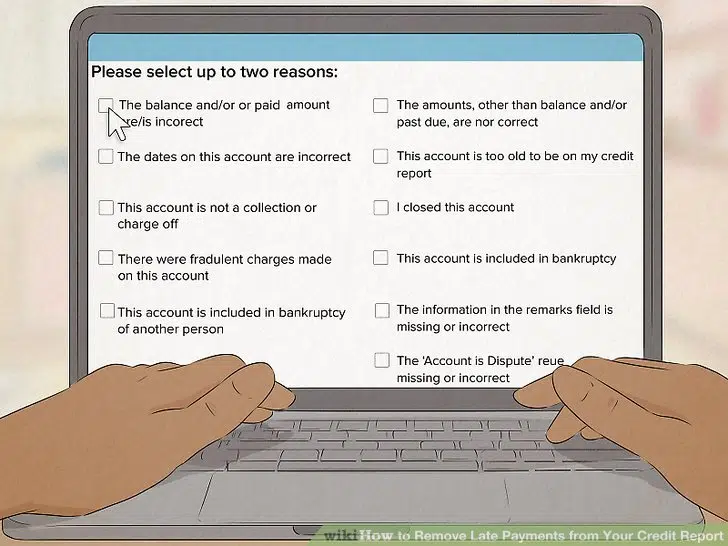 Please select up to two reasons:
The balance and/or or paid amount
are/is incorect
The dates on this account are incorrect
This account is not a collection or
charge off
There were fradulent charges made
on this account
This account is included in bankruptcy
of another person
The amounts, other than balance and/or
past due, are nor correct
This account is too old to be on my credit
report
I closed this account
This account is included in bankruptcy
The information in the remarks field is
missing or incorrect
The ‘Account is Dispute’ reue
missing or incorrect
wikiHow to Remove Late Payments from Your Credit Report